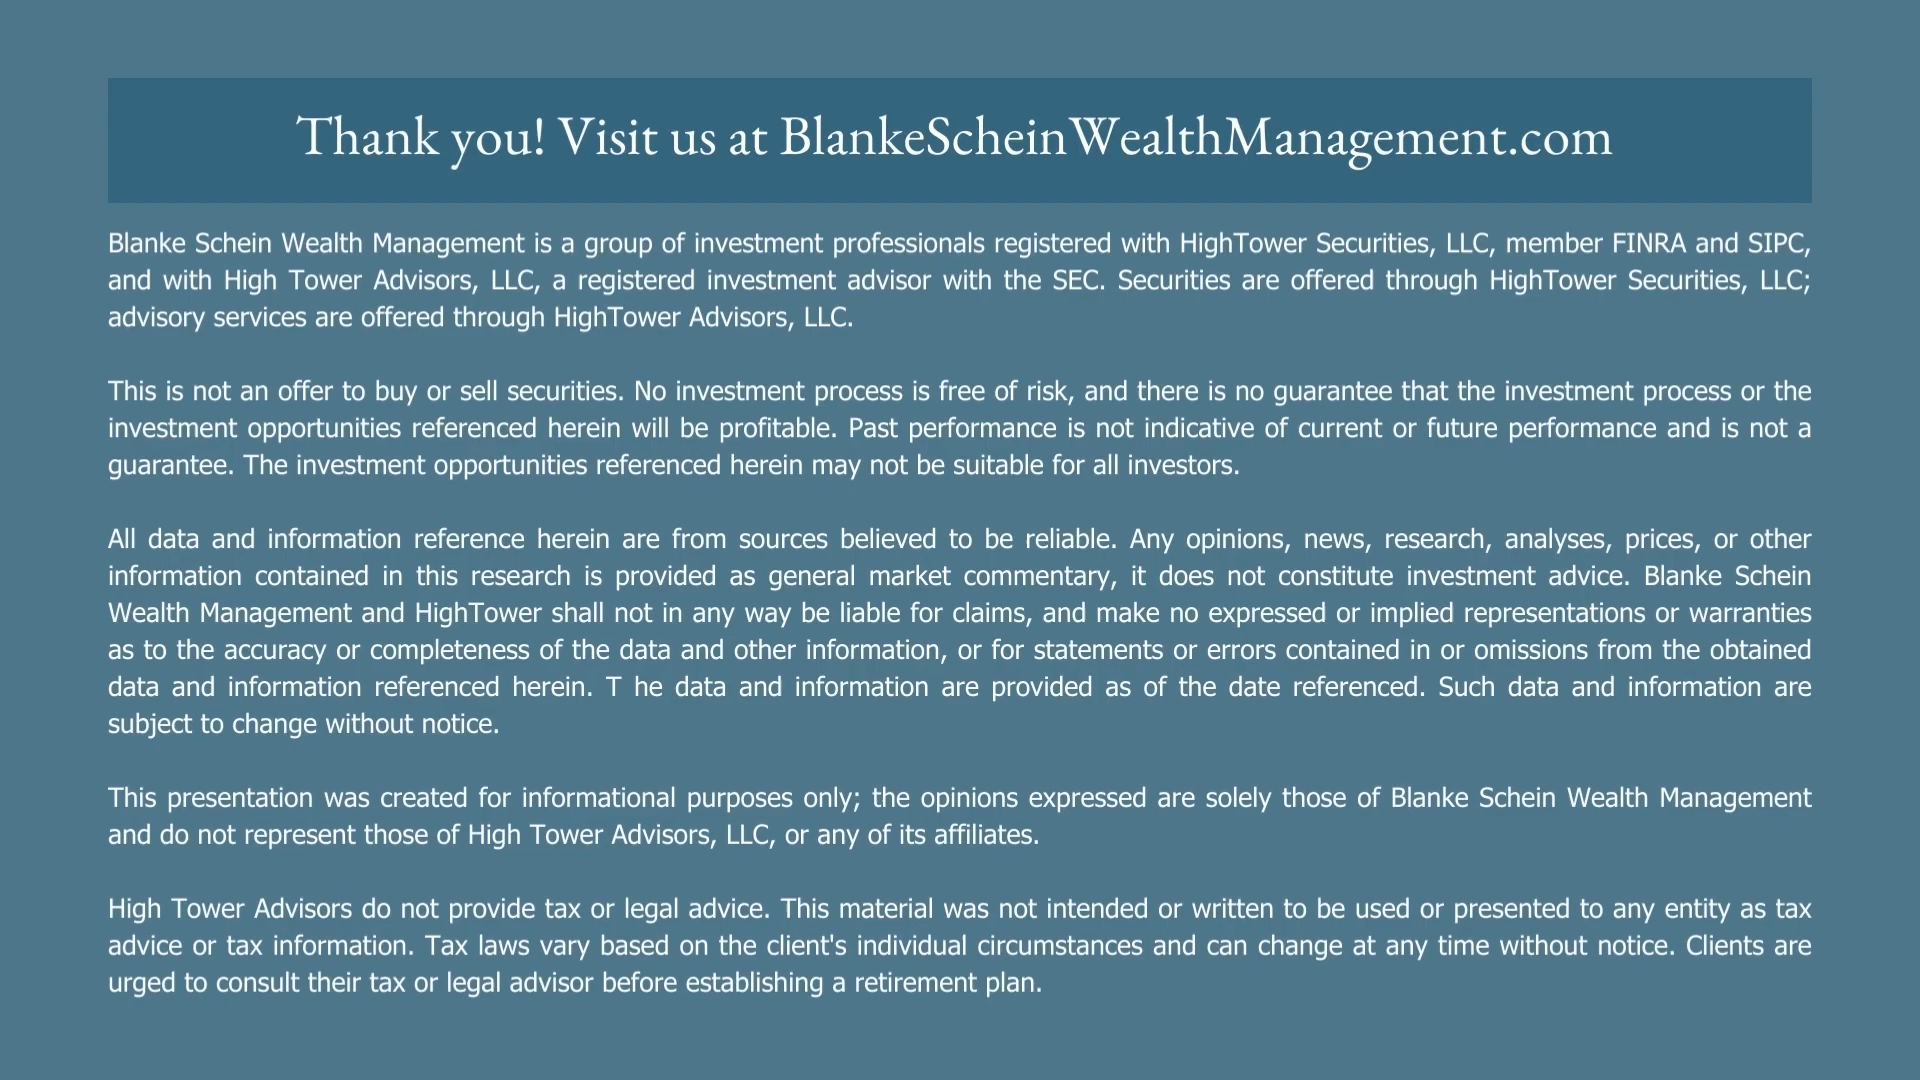 Thank you! Visit us at BlankeScheinWealthManagement.com
Blanke Schein Wealth Management is a group of investment professionals registered with HighTower Securities, LLC, member FINRA and SIPC,
and with High Tower Advisors, LLC, a registered investment advisor with the SEC. Securities are offered through HighTower Securities, LLC;
advisory services are offered through HighTower Advisors, LLC.
This is not an offer to buy or sell securities. No investment process is free of risk, and there is no guarantee that the investment process or the
investment opportunities referenced herein will be profitable. Past performance is not indicative of current or future performance and is not a
guarantee. The investment opportunities referenced herein may not be suitable for all investors.
All data and information reference herein are from sources believed to be reliable. Any opinions, news, research, analyses, prices, or other
information contained in this research is provided as general market commentary, it does not constitute investment advice. Blanke Schein
Wealth Management and HighTower shall not in any way be liable for claims, and make no expressed or implied representations or warranties
as to the accuracy or completeness of the data and other information, or for statements or errors contained in or omissions from the obtained
data and information referenced herein. T he data and information are provided as of the date referenced. Such data and information are
subject to change without notice.
This presentation was created for informational purposes only; the opinions expressed are solely those of Blanke Schein Wealth Management
and do not represent those of High Tower Advisors, LLC, or any of its affiliates.
High Tower Advisors do not provide tax or legal advice. This material was not intended or written to be used or presented to any entity as tax
advice or tax information. Tax laws vary based on the client's individual circumstances and can change at any time without notice. Clients are
urged to consult their tax or legal advisor before establishing a retirement plan.